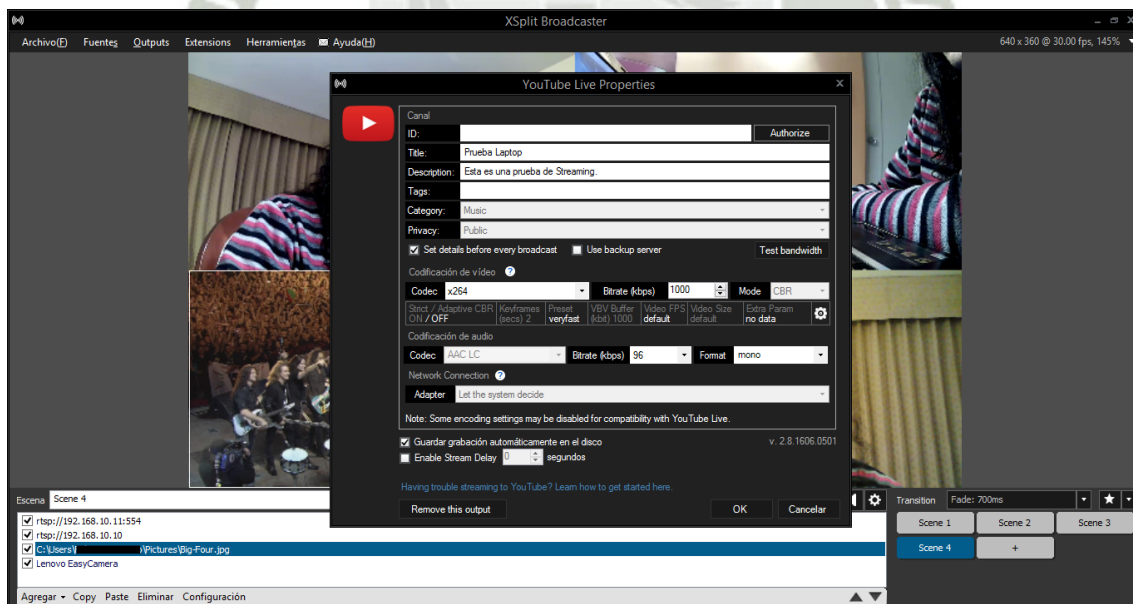 XSplit Broadcaster
Archivo(F) Fuentes Outputs Extensions Herramientas Ayuda(H) 640 x 360 @ 30.00 fps, 145%
YouTube Live Properties
Canal
ID: Authorize
Title: Prueba Laptop
Description: Esta es una prueba de Streaming.
Tags:
Category: Music
Privacy: Public
Set details before every broadcast Use backup server Test bandwidth
Codificación de vídeo ?
Codec x264 Bitrate (kbps) 1000 Mode CBR
Strict / Adaptive CBR Keyframes Preset VBV Buffer Video FPS Video Size Extra Param
ON / OFF (secs) 2 veryfast (kbit) 1000 default default no data
Codificación de audio
Codec AAC LC Bitrate (kbps) 96 Format mono
Network Connection ?
Adapter Let the system decide
Note: Some encoding settings may be disabled for compatibility with YouTube Live.
Guardar grabación automáticamente en el disco v. 2.8.1606.0501
Enable Stream Delay 0 segundos
Having trouble streaming to YouTube? Learn how to get started here.
Remove this output OK Cancelar
Escena Scene 4 Transition Fade: 700ms
rtsp://192.168.10.11:554
rtsp://192.168.10.10
C:\Users\ \Pictures\Big-Four.jpg
Lenovo EasyCamera
Scene 1 Scene 2 Scene 3
Scene 4 +
Agregar Copy Paste Eliminar Configuración